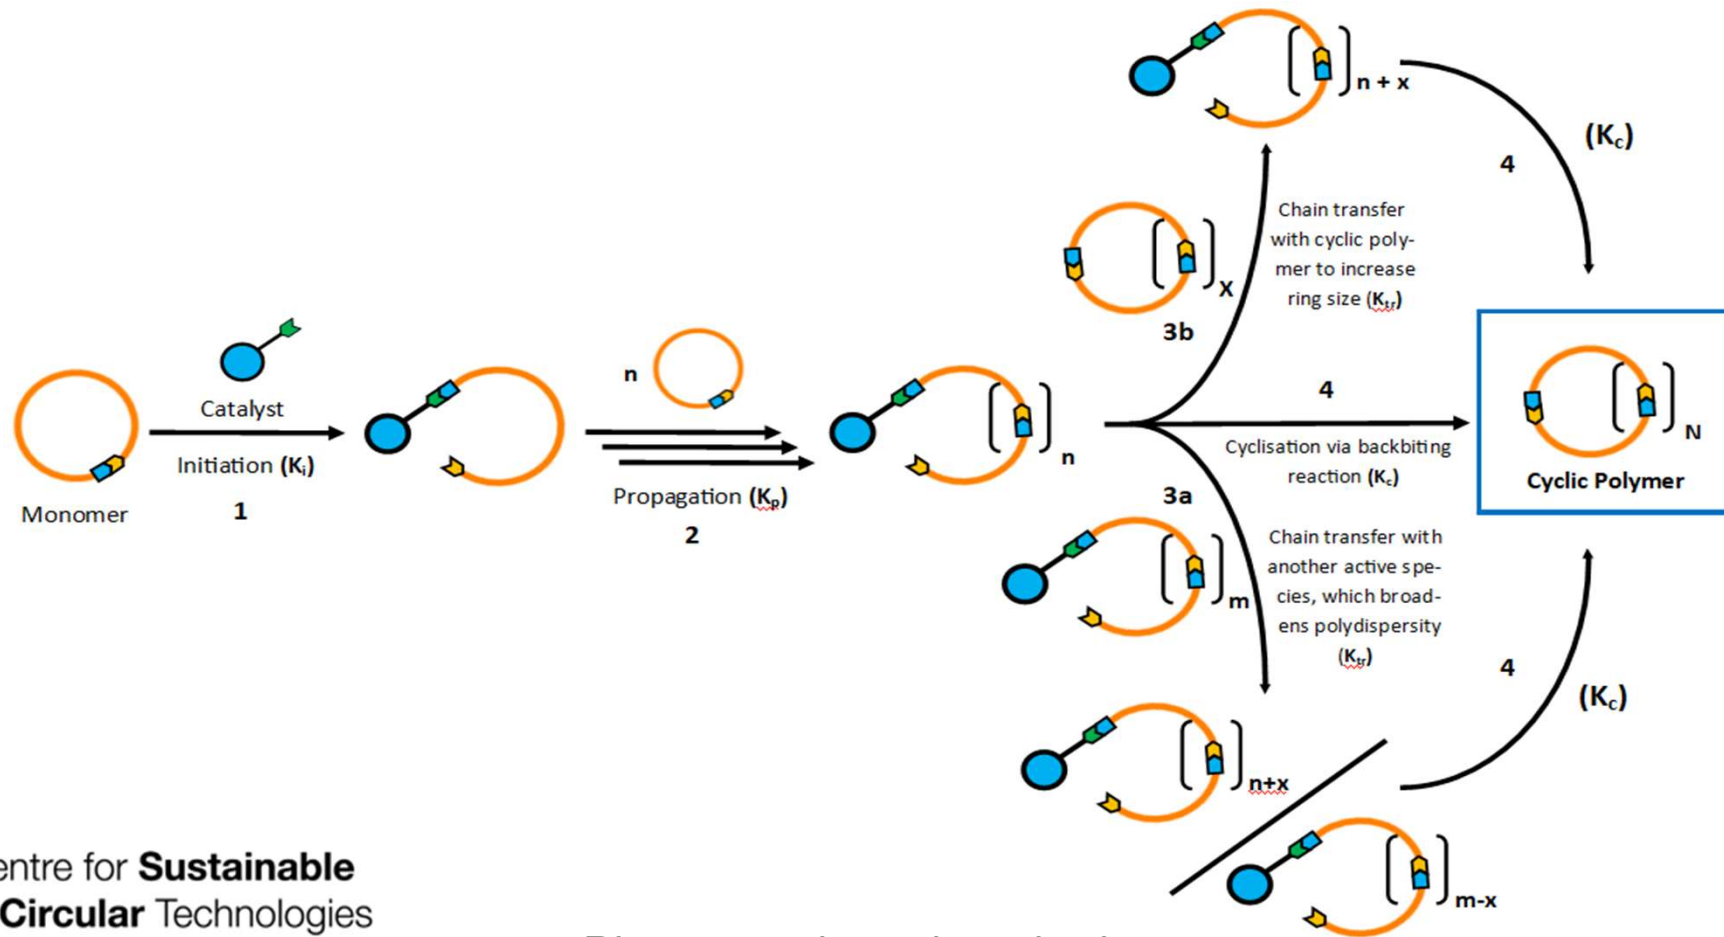 Monomer
Catalyst
Initiation (Ki)
1
n
Propagation (Kp)
2
n
n + x
4
(Kc)
X
3b
Chain transfer
with cyclic poly-
mer to increase
ring size (Ktr)
4
Cyclisation via backbiting
reaction (Kc)
3a
m
Chain transfer with
another active spe-
cies, which broad-
ens polydispersity
(Ktr)
n+x
m-x
4
(Kc)
N
Cyclic Polymer
entre for Sustainable
Circular Technologies